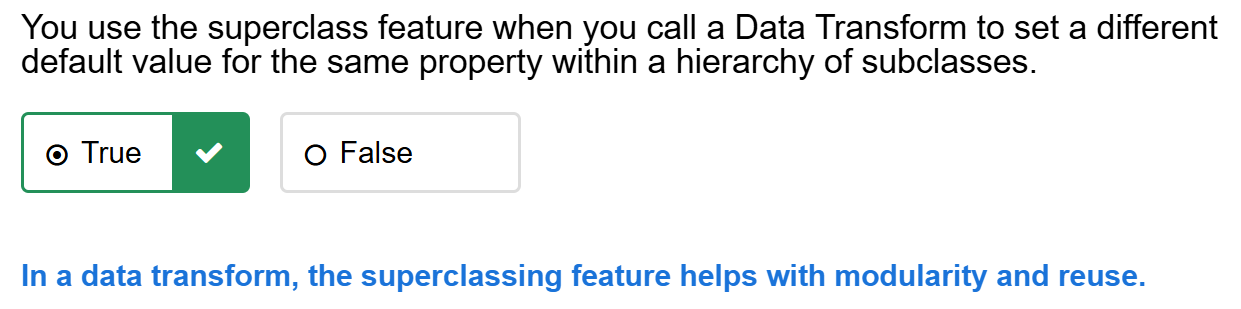 You use the superclass feature when you call a Data Transform to set a different
default value for the same property within a hierarchy of subclasses.
True
False
In a data transform, the superclassing feature helps with modularity and reuse.